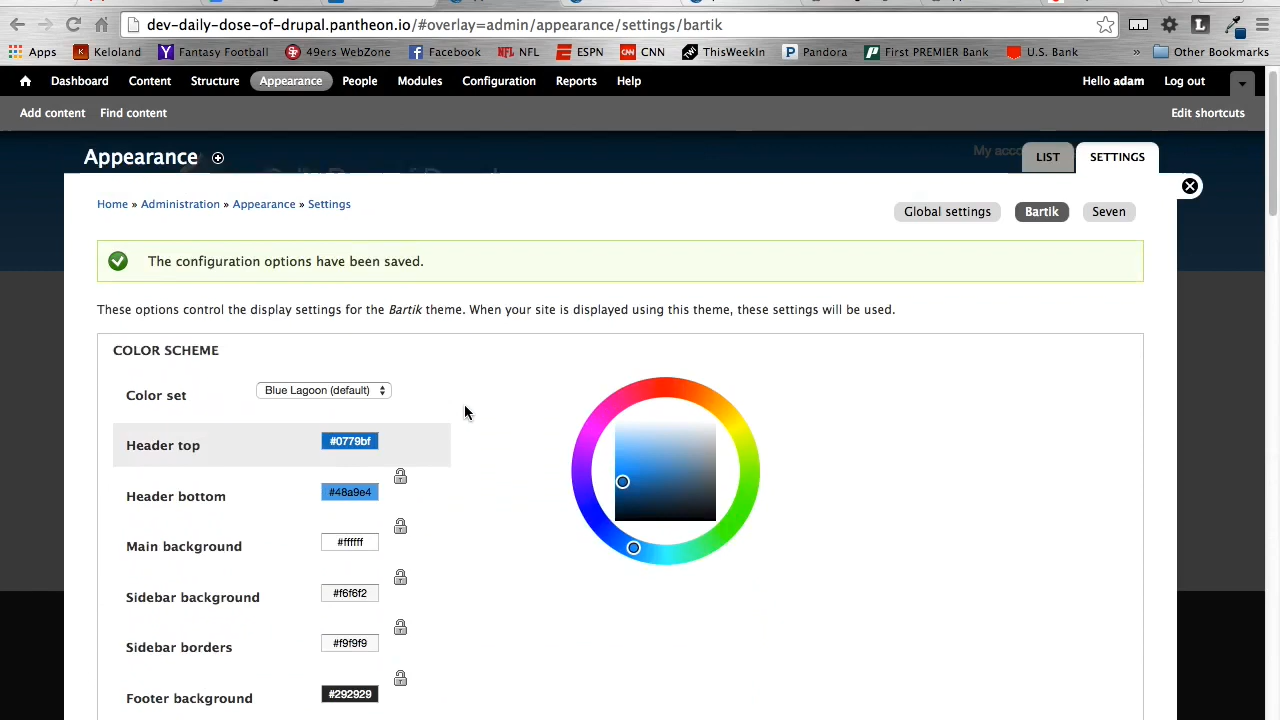 dev-daily-dose-of-drupal.pantheon.io/#overlay=admin/appearance/settings/bartik
Apps Keloland Fantasy Football 49ers WebZone Facebook NFL ESPN CNN ThisWeekIn Pandora First PREMIER Bank U.S. Bank » Other Bookmarks
Dashboard Content Structure Appearance People Modules Configuration Reports Help Hello adam Log out
Add content Find content Edit shortcuts
Appearance My LIST SETTINGS
Home » Administration » Appearance » Settings
Global settings Bartik Seven
The configuration options have been saved.
These options control the display settings for the Bartik theme. When your site is displayed using this theme, these settings will be used.
COLOR SCHEME
Color set Blue Lagoon (default)
Header top #0779bf
Header bottom #48a9e4
Main background #ffffff
Sidebar background #f6f6f2
Sidebar borders #f9f9f9
Footer background #292929